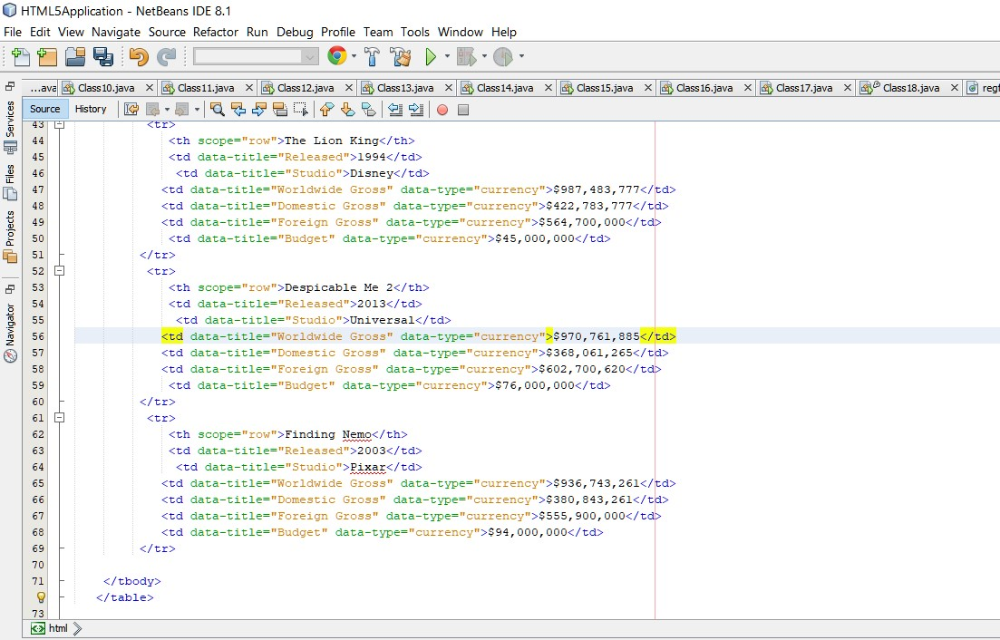 HTML5Application - NetBeans IDE 8.1
File Edit View Navigate Source Refactor Run Debug Profile Team Tools Window Help
...ava Class10.java Class11.java Class12.java Class13.java Class14.java Class15.java Class16.java Class17.java Class18.java regf
Source History
Services
Files
Projects
Navigator
43 <tr>
44 <th scope="row">The Lion King</th>
45 <td data-title="Released">1994</td>
46 <td data-title="Studio">Disney</td>
47 <td data-title="Worldwide Gross" data-type="currency">$987,483,777</td>
48 <td data-title="Domestic Gross" data-type="currency">$422,783,777</td>
49 <td data-title="Foreign Gross" data-type="currency">$564,700,000</td>
50 <td data-title="Budget" data-type="currency">$45,000,000</td>
51 </tr>
52 <tr>
53 <th scope="row">Despicable Me 2</th>
54 <td data-title="Released">2013</td>
55 <td data-title="Studio">Universal</td>
56 <td data-title="Worldwide Gross" data-type="currency">$970,761,885</td>
57 <td data-title="Domestic Gross" data-type="currency">$368,061,265</td>
58 <td data-title="Foreign Gross" data-type="currency">$602,700,620</td>
59 <td data-title="Budget" data-type="currency">$76,000,000</td>
60 </tr>
61 <tr>
62 <th scope="row">Finding Nemo</th>
63 <td data-title="Released">2003</td>
64 <td data-title="Studio">Pixar</td>
65 <td data-title="Worldwide Gross" data-type="currency">$936,743,261</td>
66 <td data-title="Domestic Gross" data-type="currency">$380,843,261</td>
67 <td data-title="Foreign Gross" data-type="currency">$555,900,000</td>
68 <td data-title="Budget" data-type="currency">$94,000,000</td>
69 </tr>
70
71 </tbody>
</table>
73
html